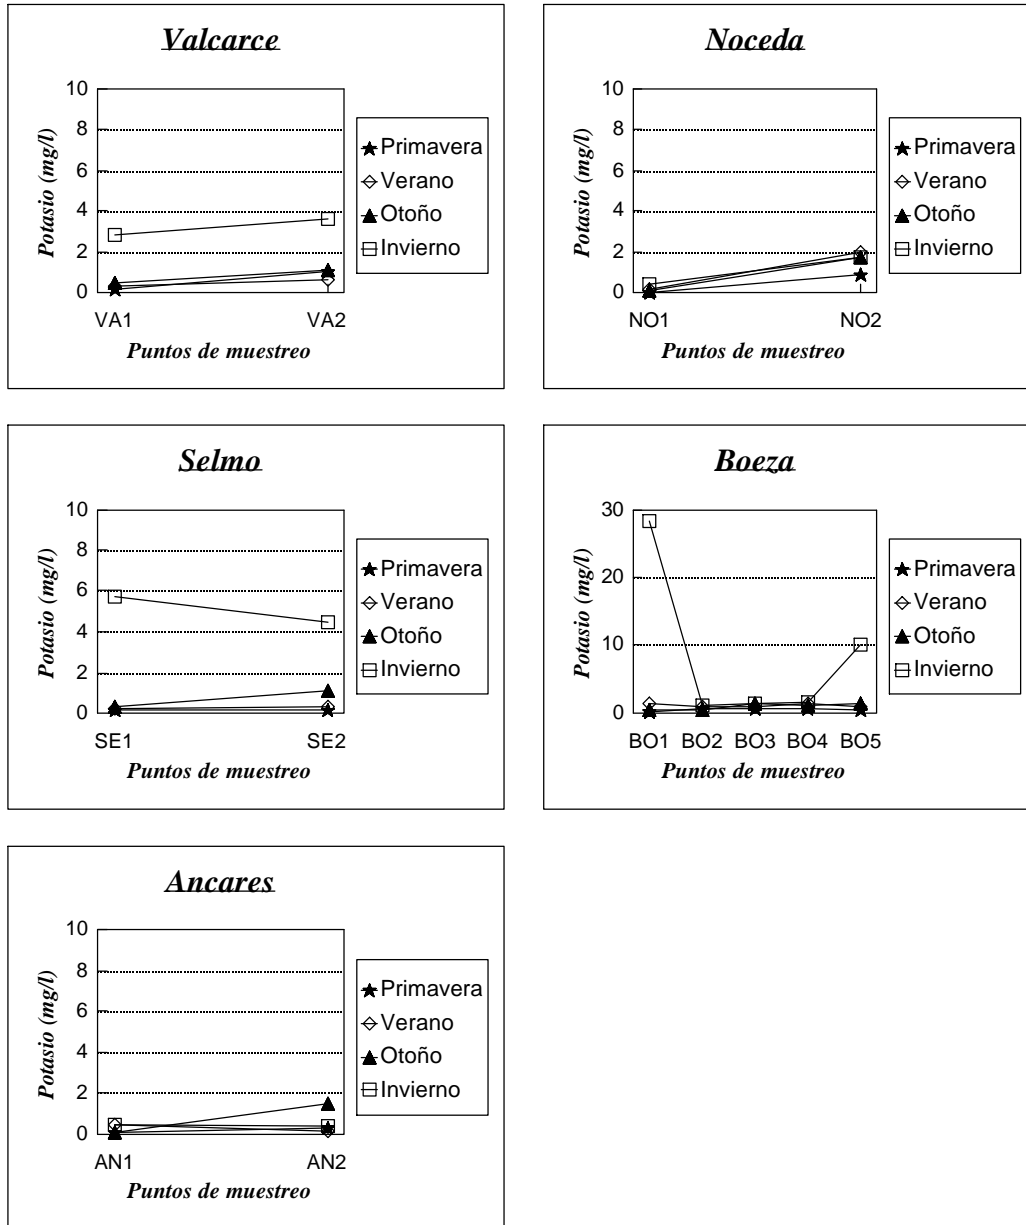 Valcarce
10
8
6
4
2
0
Potasio (mg/l)
VA1 VA2
Puntos de muestreo
Primavera
Verano
Otoño
Invierno
Noceda
10
8
6
4
2
0
Potasio (mg/l)
NO1 NO2
Puntos de muestreo
Primavera
Verano
Otoño
Invierno
Selmo
10
8
6
4
2
0
Potasio (mg/l)
SE1 SE2
Puntos de muestreo
Primavera
Verano
Otoño
Invierno
Boeza
30
20
10
0
Potasio (mg/l)
BO1 BO2 BO3 BO4 BO5
Puntos de muestreo
Primavera
Verano
Otoño
Invierno
Ancares
10
8
6
4
2
0
Potasio (mg/l)
AN1 AN2
Puntos de muestreo
Primavera
Verano
Otoño
Invierno